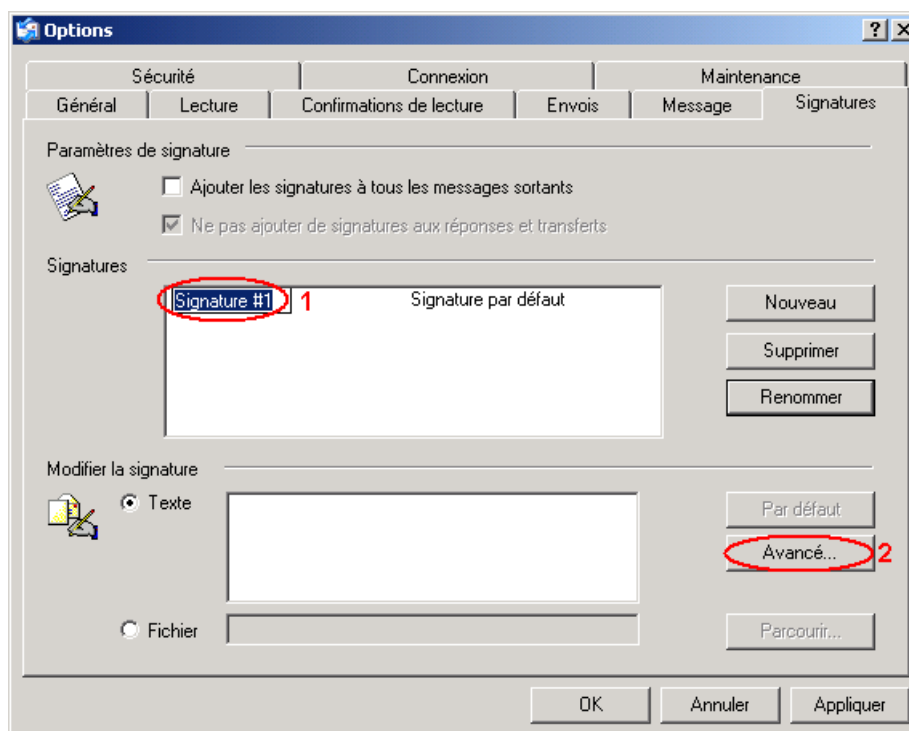 Options
Sécurité Connexion Maintenance
Général Lecture Confirmations de lecture Envois Message Signatures
Paramètres de signature
Ajouter les signatures à tous les messages sortants
Ne pas ajouter de signatures aux réponses et transferts
Signatures
Signature #1 1 Signature par défaut
Nouveau
Supprimer
Renommer
Modifier la signature
Texte
Par défaut
Avancé... 2
Fichier
Parcourir...
OK Annuler Appliquer